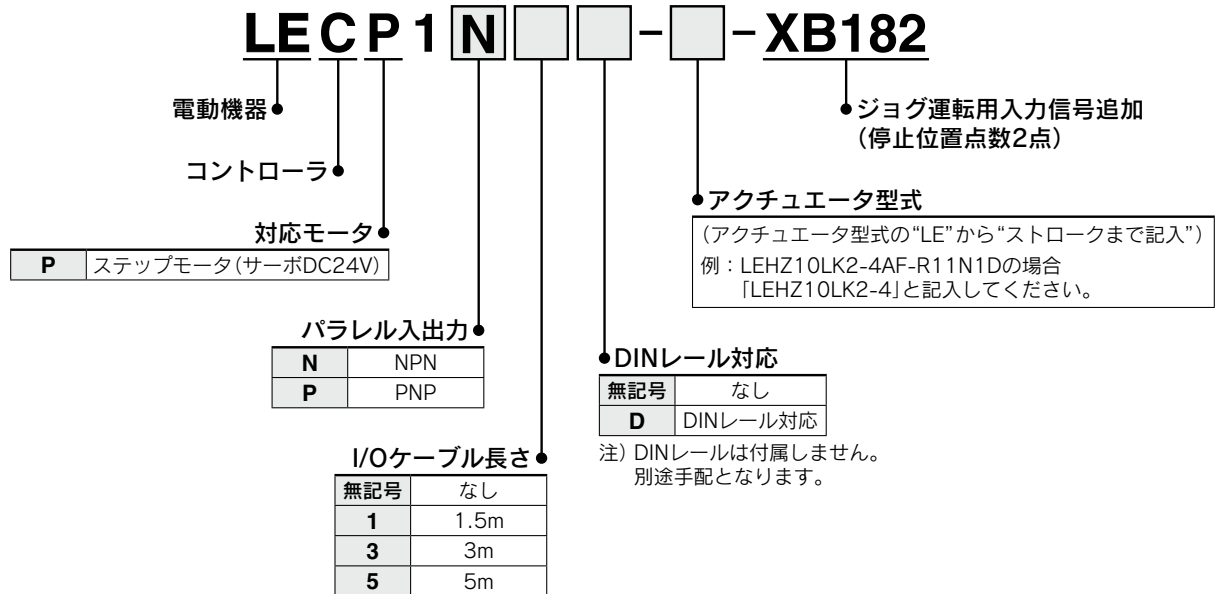 LECP1N□□-□-XB182
電動機器
コントローラ
対応モータ
P ステップモータ(サーボDC24V)
パラレル入出力
N NPN
P PNP
I/Oケーブル長さ
無記号 なし
1 1.5m
3 3m
5 5m
DINレール対応
無記号 なし
D DINレール対応
注)DINレールは付属しません。
別途手配となります。
アクチュエータ型式
(アクチュエータ型式の“LE”から“ストロークまで記入”)
例：LEHZ10LK2-4AF-R11N1Dの場合
「LEHZ10LK2-4」と記入してください。
ジョグ運転用入力信号追加
(停止位置点数2点)